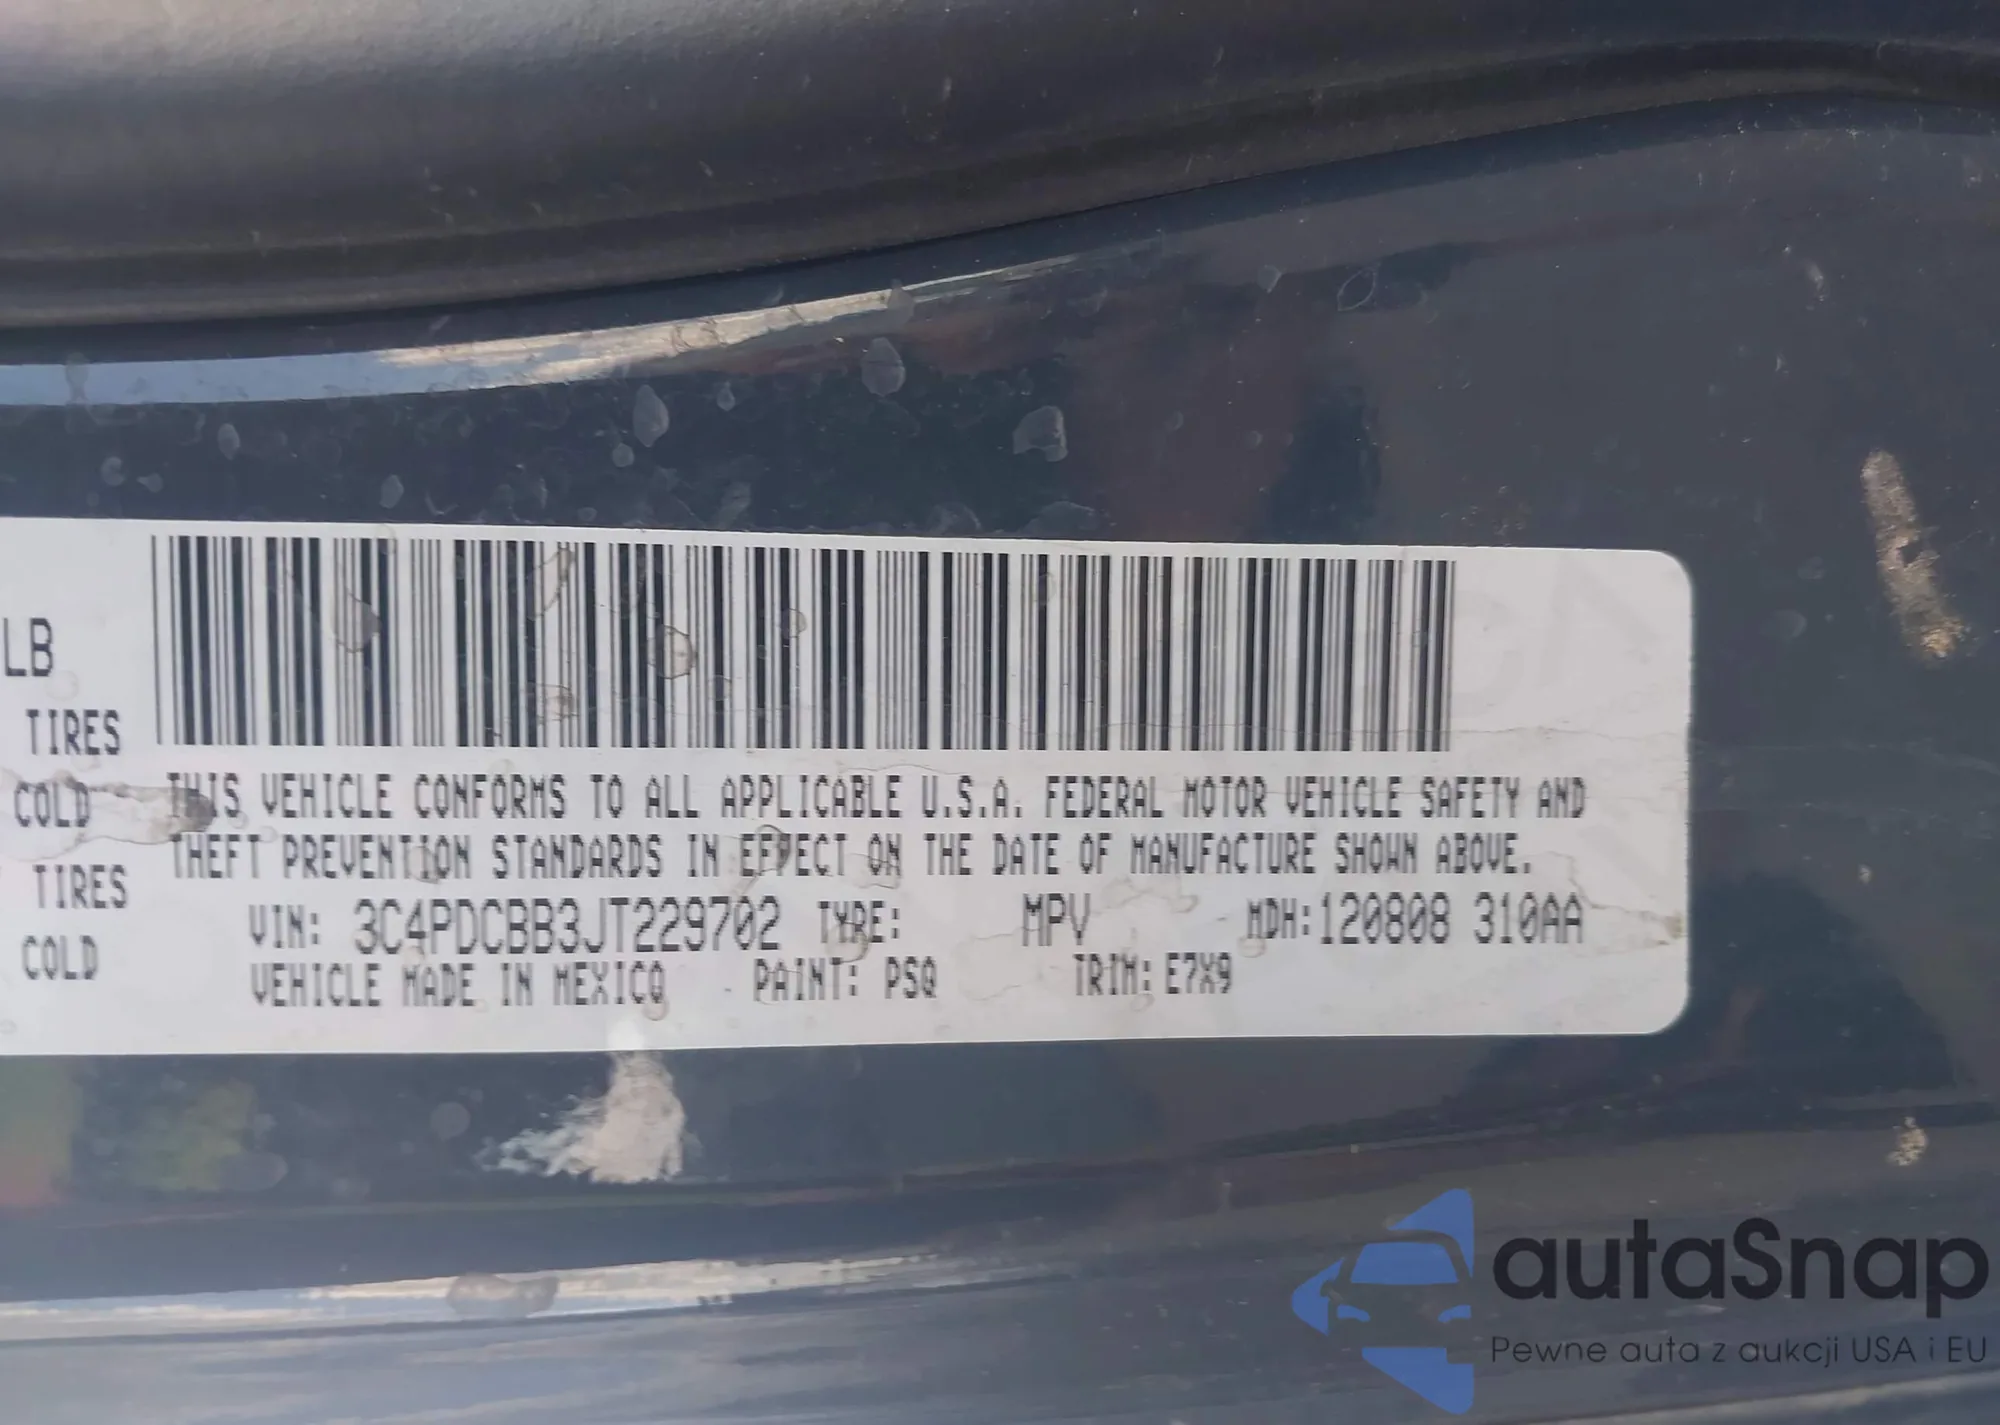 LB
TIRES
COLD
TIRES
COLD
THIS VEHICLE CONFORMS TO ALL APPLICABLE U.S.A. FEDERAL MOTOR VEHICLE SAFETY AND
THEFT PREVENTION STANDARDS IN EFFECT ON THE DATE OF MANUFACTURE SHOWN ABOVE.
VIN: 3C4PDCBB3JT229702 TYPE: MPV MDH:120808 310AA
VEHICLE MADE IN MEXICO PAINT: PSQ TRIM: E7X9
autaSnap
Pewne auta z aukcji USA i EU